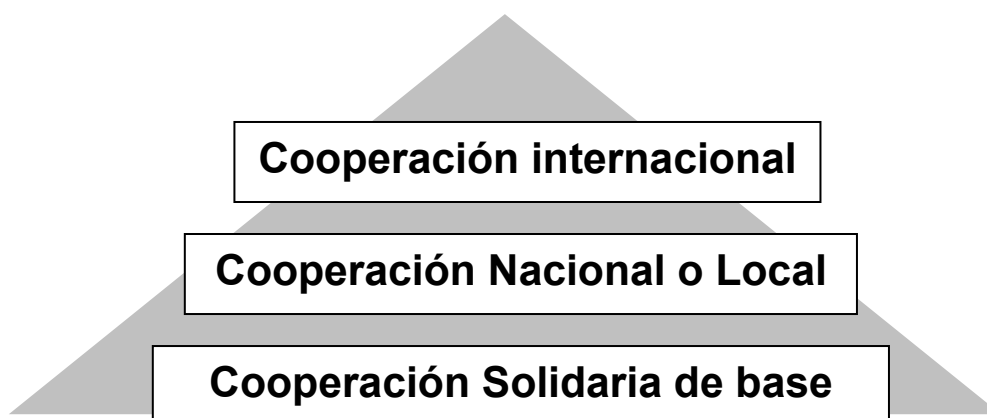 Cooperación internacional
Cooperación Nacional o Local
Cooperación Solidaria de base